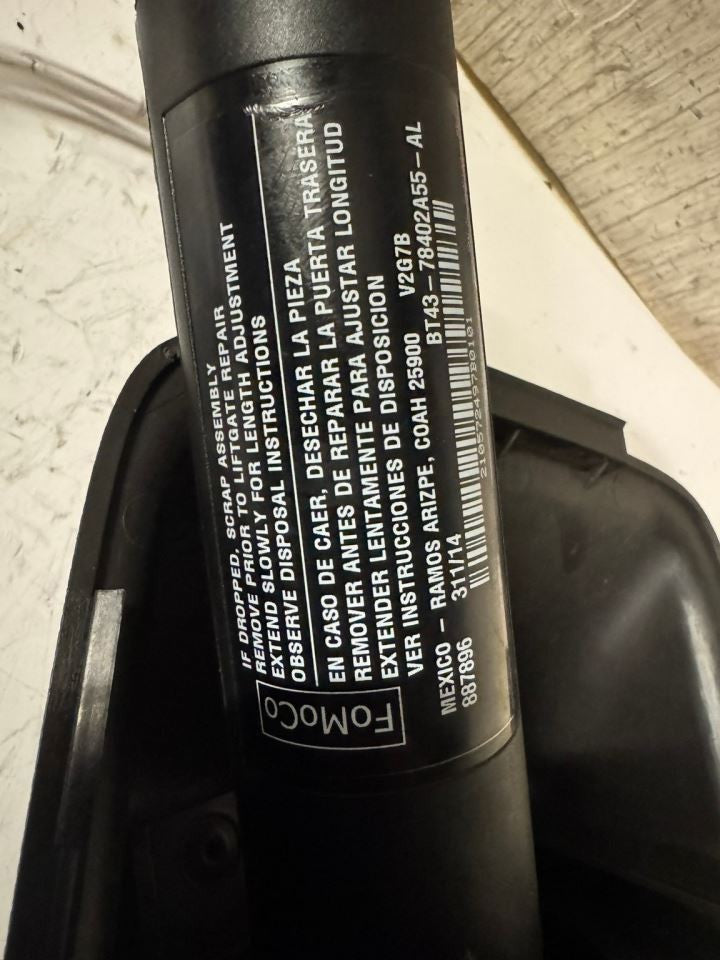 IF DROPPED, SCRAP ASSEMBLY
REMOVE PRIOR TO LIFTGATE REPAIR
EXTEND SLOWLY FOR LENGTH ADJUSTMENT
OBSERVE DISPOSAL INSTRUCTIONS
EN CASO DE CAER, DESECHAR LA PIEZA
REMOVER ANTES DE REPARAR LA PUERTA TRASERA
EXTENDER LENTAMENTE PARA AJUSTAR LONGITUD
VER INSTRUCCIONES DE DISPOSICION
MEXICO - RAMOS ARIZPE, COAH 25900 V2G7B
887896 311/14 BT43-78402A55-AL
2105724978D101
FoMoCo